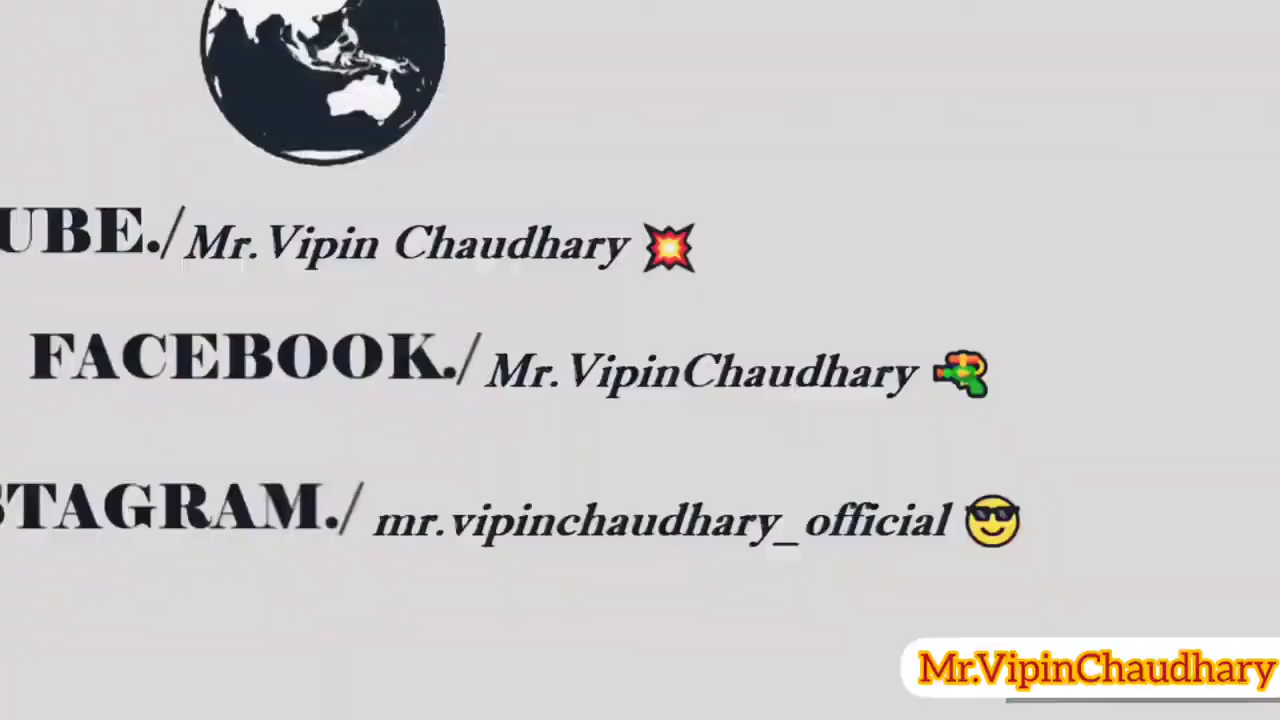 UBE./Mr.Vipin Chaudhary 💥
FACEBOOK./Mr.VipinChaudhary 🔫
STAGRAM./ mr.vipinchaudhary_official 😎
Mr.VipinChaudhary